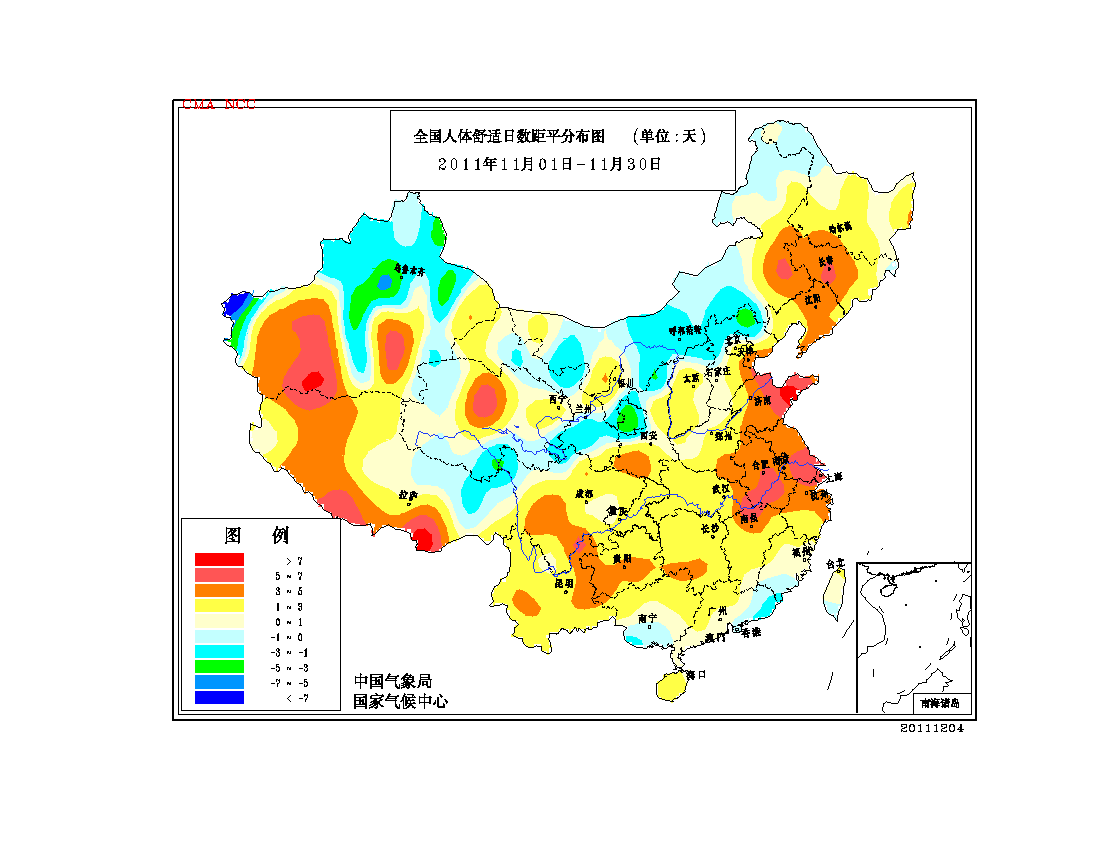 CMA NCC
全国人体舒适日数距平分布图 (单位:天)
2011年11月01日-11月30日
哈尔滨
长春
乌鲁木齐
沈阳
呼和浩特
北京
天津
银川
太原
石家庄
西宁
兰州
济南
西安
郑州
合肥
南京
上海
拉萨
成都
武汉
杭州
重庆
南昌
长沙
贵阳
福州
台北
昆明
南宁
广州
澳门
香港
海口
图 例
> 7
5 ~ 7
3 ~ 5
1 ~ 3
0 ~ 1
-1 ~ 0
-3 ~ -1
-5 ~ -3
-7 ~ -5
< -7
中国气象局
国家气候中心
南海诸岛
20111204